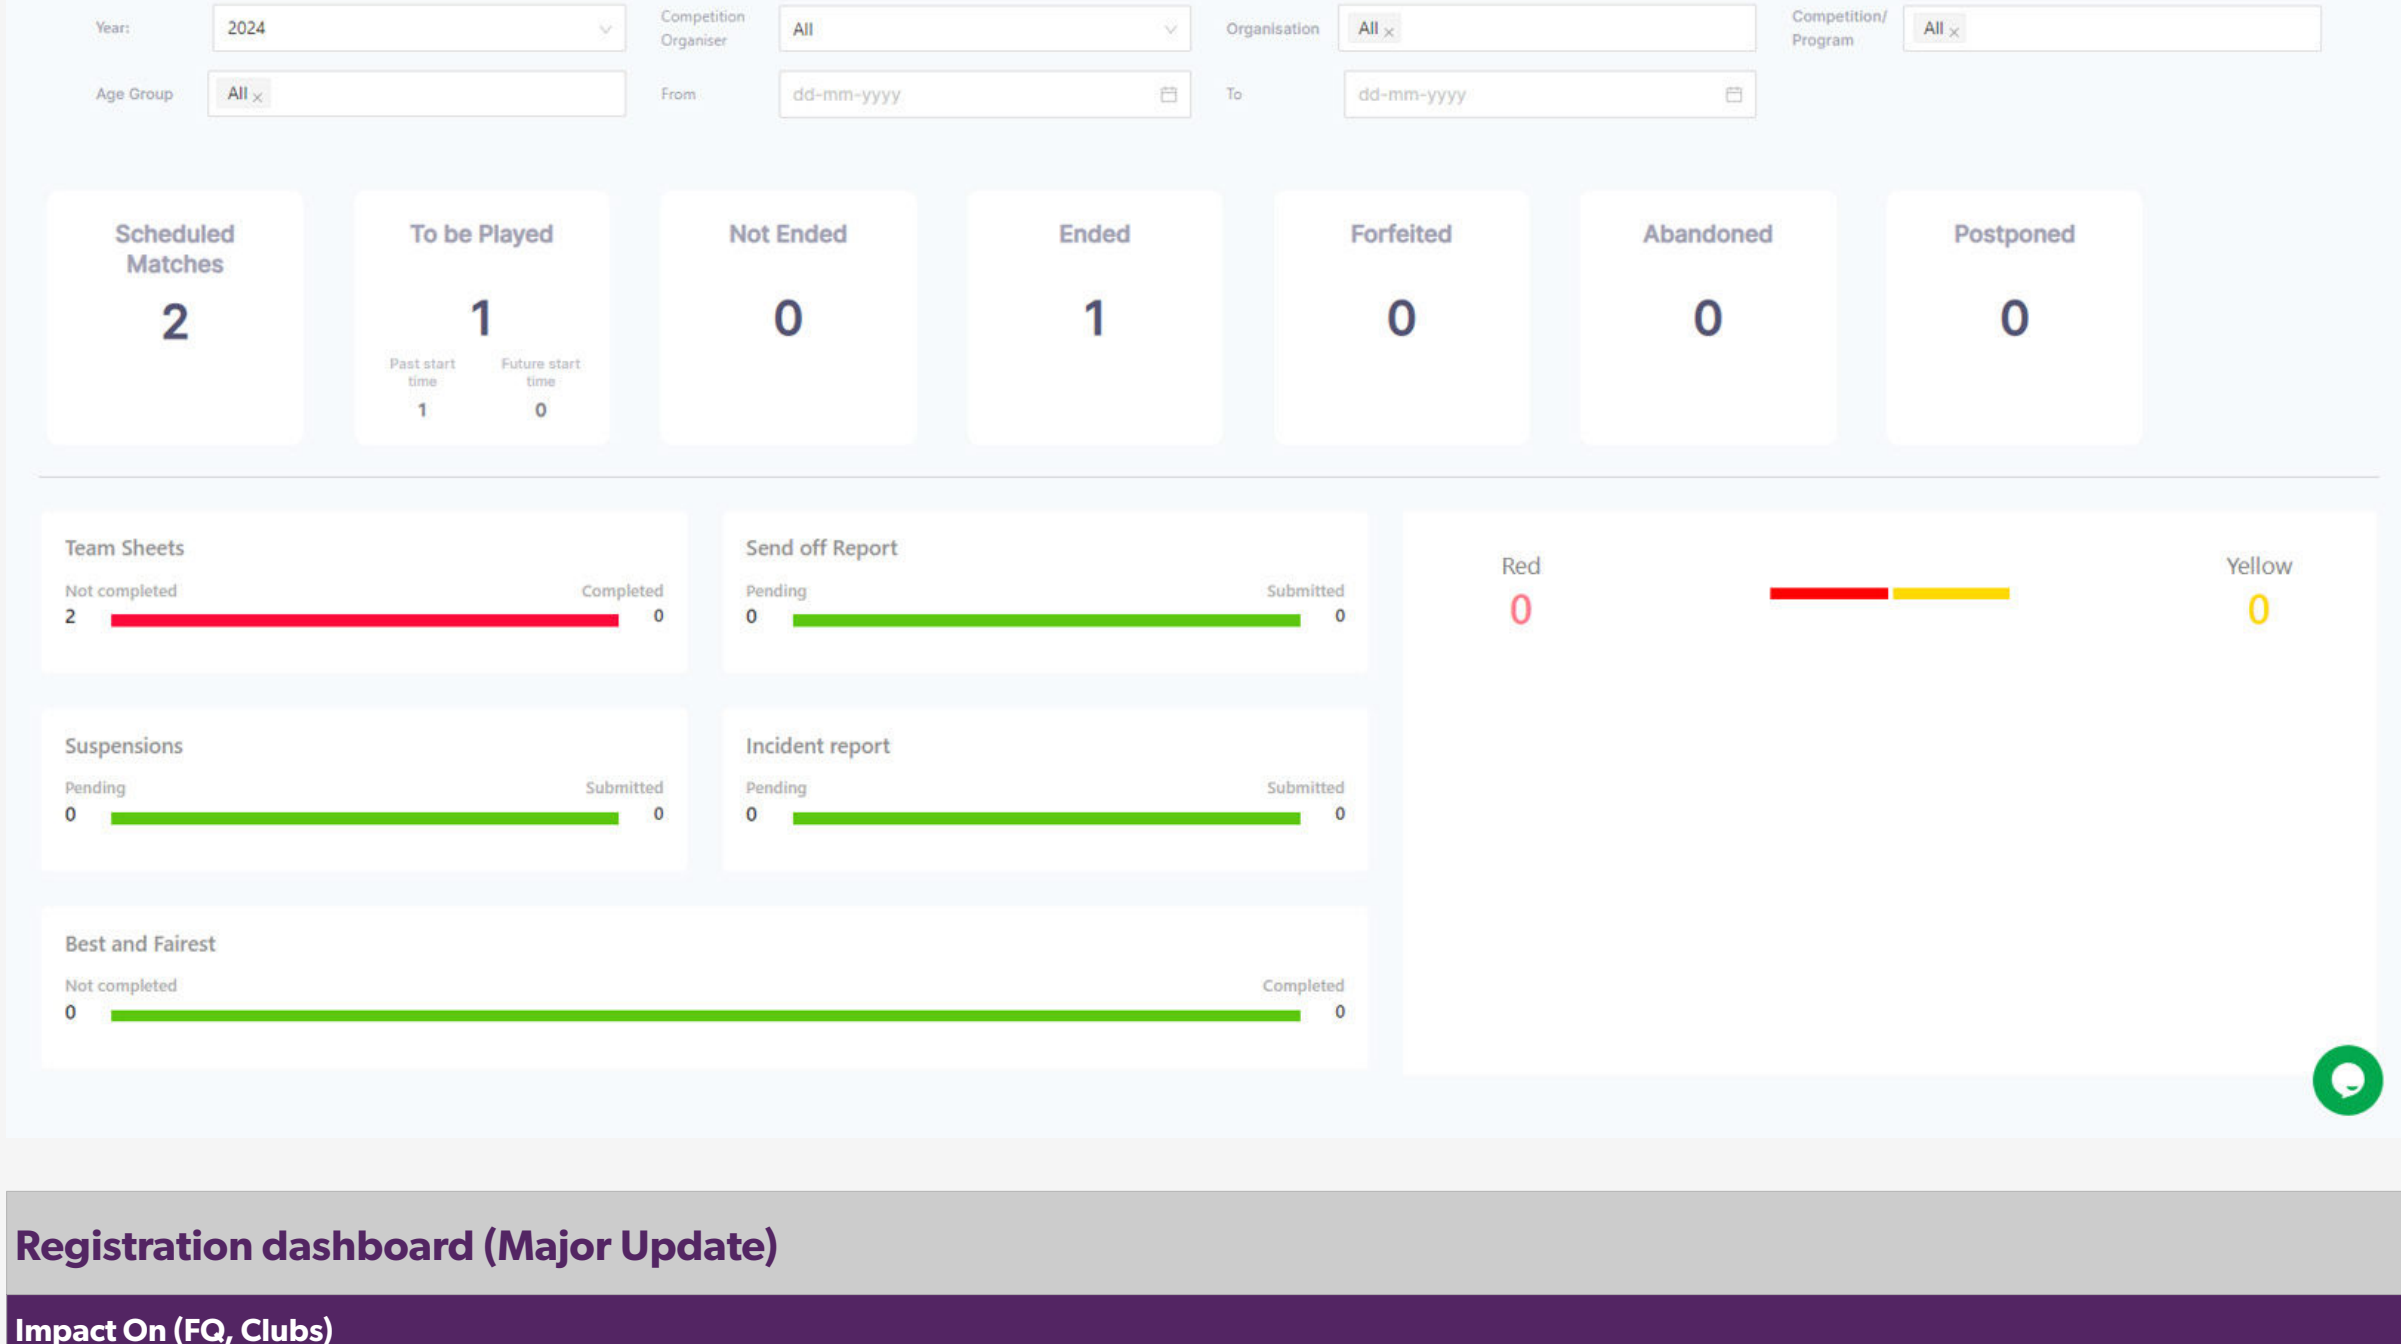 Year: 2024 Competition Organiser All Organisation All × Competition/ Program All ×
Age Group All × From dd-mm-yyyy To dd-mm-yyyy
Scheduled Matches
2
To be Played
1
Past start time Future start time
1 0
Not Ended
0
Ended
1
Forfeited
0
Abandoned
0
Postponed
0
Team Sheets
Not completed Completed
2 0
Send off Report
Pending Submitted
0 0
Red Yellow
0 0
Suspensions
Pending Submitted
0 0
Incident report
Pending Submitted
0 0
Best and Fairest
Not completed Completed
0 0
Registration dashboard (Major Update)
Impact On (FQ, Clubs)